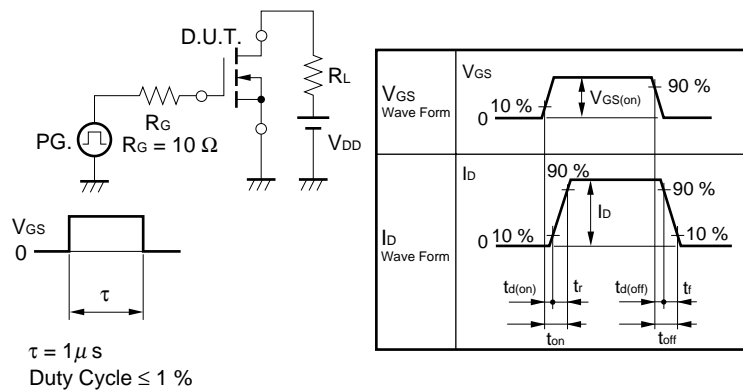 D.U.T.
RL
RG
PG.
RG = 10 Ω
VDD
VGS
0
τ
τ = 1μ s
Duty Cycle ≤ 1 %
VGS
Wave Form
VGS
10 %
0
VGS(on)
90 %
ID
Wave Form
ID
90 %
90 %
ID
0 10 %
10 %
td(on) tr td(off) tf
ton toff